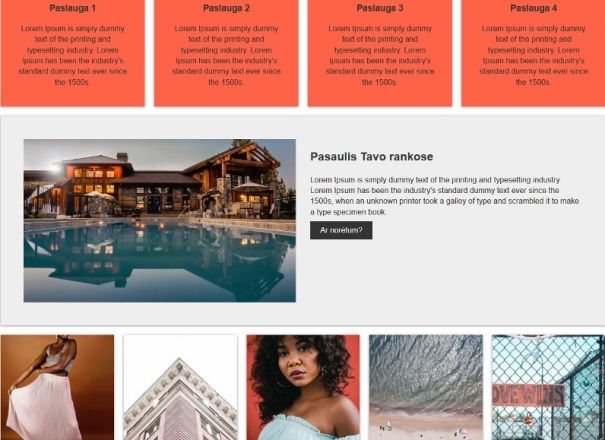 Paslauga 1
Lorem Ipsum is simply dummy
text of the printing and
typesetting industry. Lorem
Ipsum has been the industry's
standard dummy text ever since
the 1500s.
Paslauga 2
Lorem Ipsum is simply dummy
text of the printing and
typesetting industry. Lorem
Ipsum has been the industry's
standard dummy text ever since
the 1500s.
Paslauga 3
Lorem Ipsum is simply dummy
text of the printing and
typesetting industry. Lorem
Ipsum has been the industry's
standard dummy text ever since
the 1500s.
Paslauga 4
Lorem Ipsum is simply dummy
text of the printing and
typesetting industry. Lorem
Ipsum has been the industry's
standard dummy text ever since
the 1500s.
Pasaulis Tavo rankose
Lorem Ipsum is simply dummy text of the printing and typesetting industry.
Lorem Ipsum has been the industry's standard dummy text ever since the
1500s, when an unknown printer took a galley of type and scrambled it to make
a type specimen book.
Ar norėtum?
OVE WINS